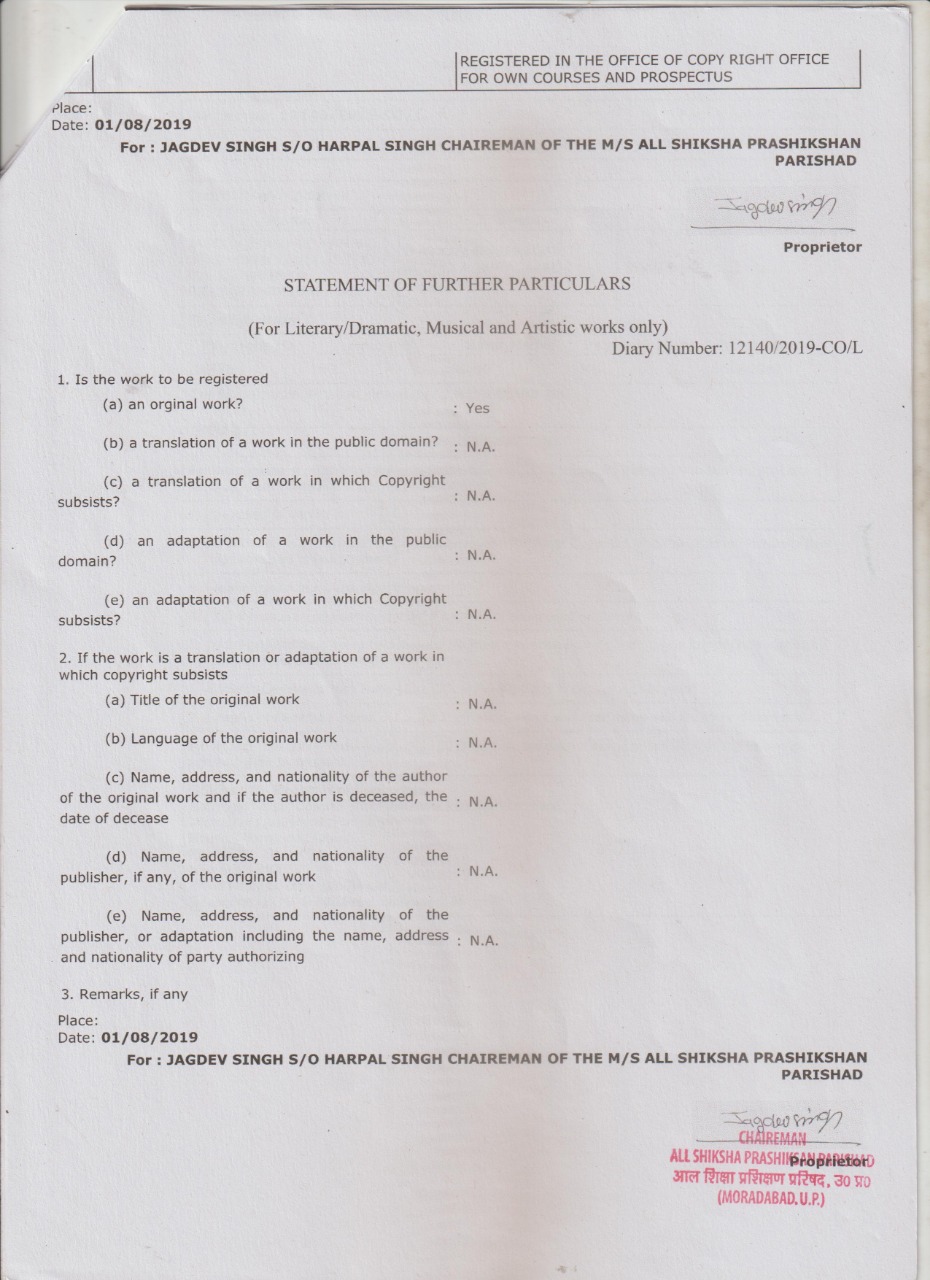 REGISTERED IN THE OFFICE OF COPY RIGHT OFFICE
FOR OWN COURSES AND PROSPECTUS
Place:
Date: 01/08/2019
For : JAGDEV SINGH S/O HARPAL SINGH CHAIREMAN OF THE M/S ALL SHIKSHA PRASHIKSHAN
PARISHAD
Jagdev singh
Proprietor
STATEMENT OF FURTHER PARTICULARS
(For Literary/Dramatic, Musical and Artistic works only)
Diary Number: 12140/2019-CO/L
1. Is the work to be registered
(a) an orginal work? : Yes
(b) a translation of a work in the public domain? : N.A.
(c) a translation of a work in which Copyright
subsists? : N.A.
(d) an adaptation of a work in the public
domain? : N.A.
(e) an adaptation of a work in which Copyright
subsists? : N.A.
2. If the work is a translation or adaptation of a work in
which copyright subsists
(a) Title of the original work : N.A.
(b) Language of the original work : N.A.
(c) Name, address, and nationality of the author
of the original work and if the author is deceased, the : N.A.
date of decease
(d) Name, address, and nationality of the
publisher, if any, of the original work : N.A.
(e) Name, address, and nationality of the
publisher, or adaptation including the name, address : N.A.
and nationality of party authorizing
3. Remarks, if any
Place:
Date: 01/08/2019
For : JAGDEV SINGH S/O HARPAL SINGH CHAIREMAN OF THE M/S ALL SHIKSHA PRASHIKSHAN
PARISHAD
Jagdev singh
CHAIREMAN
ALL SHIKSHA PRASHIKSAN PARISHAD
Proprietor
आल शिक्षा प्रशिक्षण परिषद, उ० प्र०
(MORADABAD, U.P.)